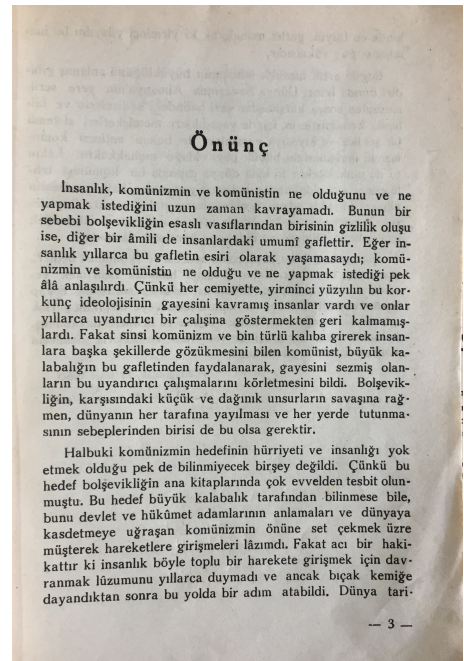 Önünç
İnsanlık, komünizmin ve komünistin ne olduğunu ve ne
yapmak istediğini uzun zaman kavrayamadı. Bunun bir
sebebi bolşevikliğin esaslı vasıflarından birisinin gizlilik oluşu
ise, diğer bir âmili de insanlardaki umumî gaflettir. Eğer in-
sanlık yıllarca bu gafletin esiri olarak yaşamasaydı; komü-
nizmin ve komünistin ne olduğu ve ne yapmak istediği pek
âlâ anlaşılırdı Çünkü her cemiyette, yirminci yüzyılın bu kor-
kunç ideolojisinin gayesini kavramış insanlar vardı ve onlar
yıllarca uyandırıcı bir çalışma göstermekten geri kalmamış-
lardı. Fakat sinsi komünizm ve bin türlü kalıba girerek insan-
lara başka şekillerde gözükmesini bilen komünist, büyük ka-
labalığın bu gafletinden faydalanarak, gayesini sezmiş olan-
ların bu uyandırıcı çalışmalarını körletmesini bildi. Bolşevik-
liğin, karşısındaki küçük ve dağınık unsurların savaşına rağ-
men, dünyanın her tarafına yayılması ve her yerde tutunma-
sının sebeplerinden birisi de bu olsa gerektir.
Halbuki komünizmin hedefinin hürriyeti ve insanlığı yok
etmek olduğu pek de bilinmiyecek birşey değildi. Çünkü bu
hedef bolşevikliğin ana kitaplarında çok evvelden tesbit olun-
muştu. Bu hedef büyük kalabalık tarafından bilinmese bile,
bunu devlet ve hükûmet adamlarının anlamaları ve dünyaya
kasdetmeye uğraşan komünizmin önüne set çekmek üzre
müşterek hareketlere girişmeleri lâzımdı. Fakat acı bir haki-
kattır ki insanlık böyle toplu bir harekete girişmek için dav-
ranmak lûzumunu yıllarca duymadı ve ancak bıçak kemiğe
dayandıktan sonra bu yolda bir adım atabildi. Dünya tari-
— 3 —